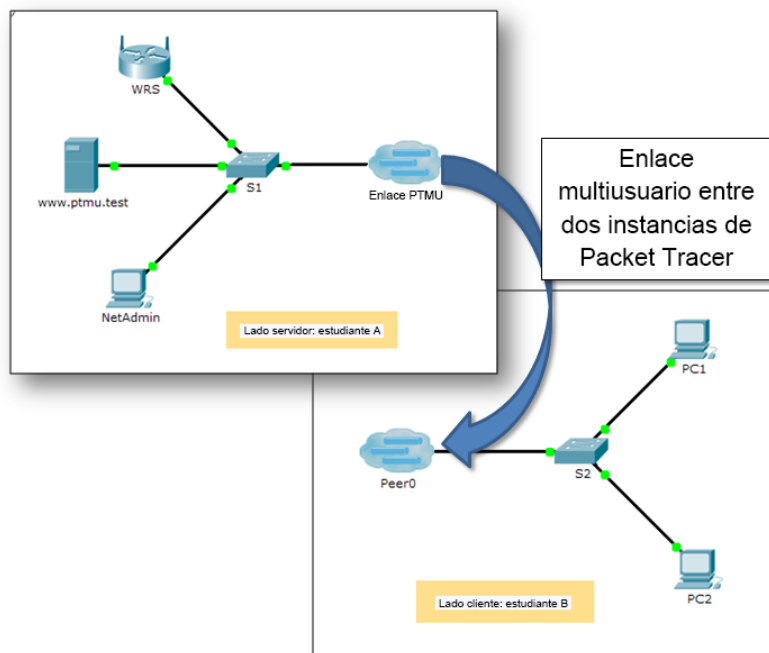 WRS
www.ptmu.test
S1
Enlace PTMU
NetAdmin
Lado servidor: estudiante A
Enlace
multiusuario entre
dos instancias de
Packet Tracer
PC1
Peer0
S2
PC2
Lado cliente: estudiante B